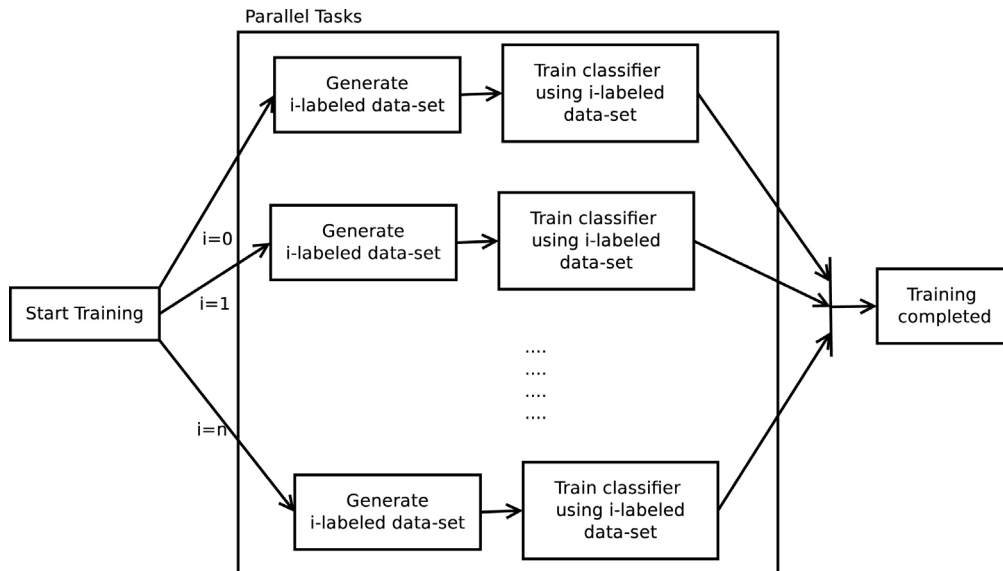 Parallel Tasks
Generate
i-labeled data-set
Train classifier
using i-labeled
data-set
i=0
Generate
i-labeled data-set
Train classifier
using i-labeled
data-set
Start Training
i=1
Training
completed
....
....
....
....
i=n
Generate
i-labeled data-set
Train classifier
using i-labeled
data-set